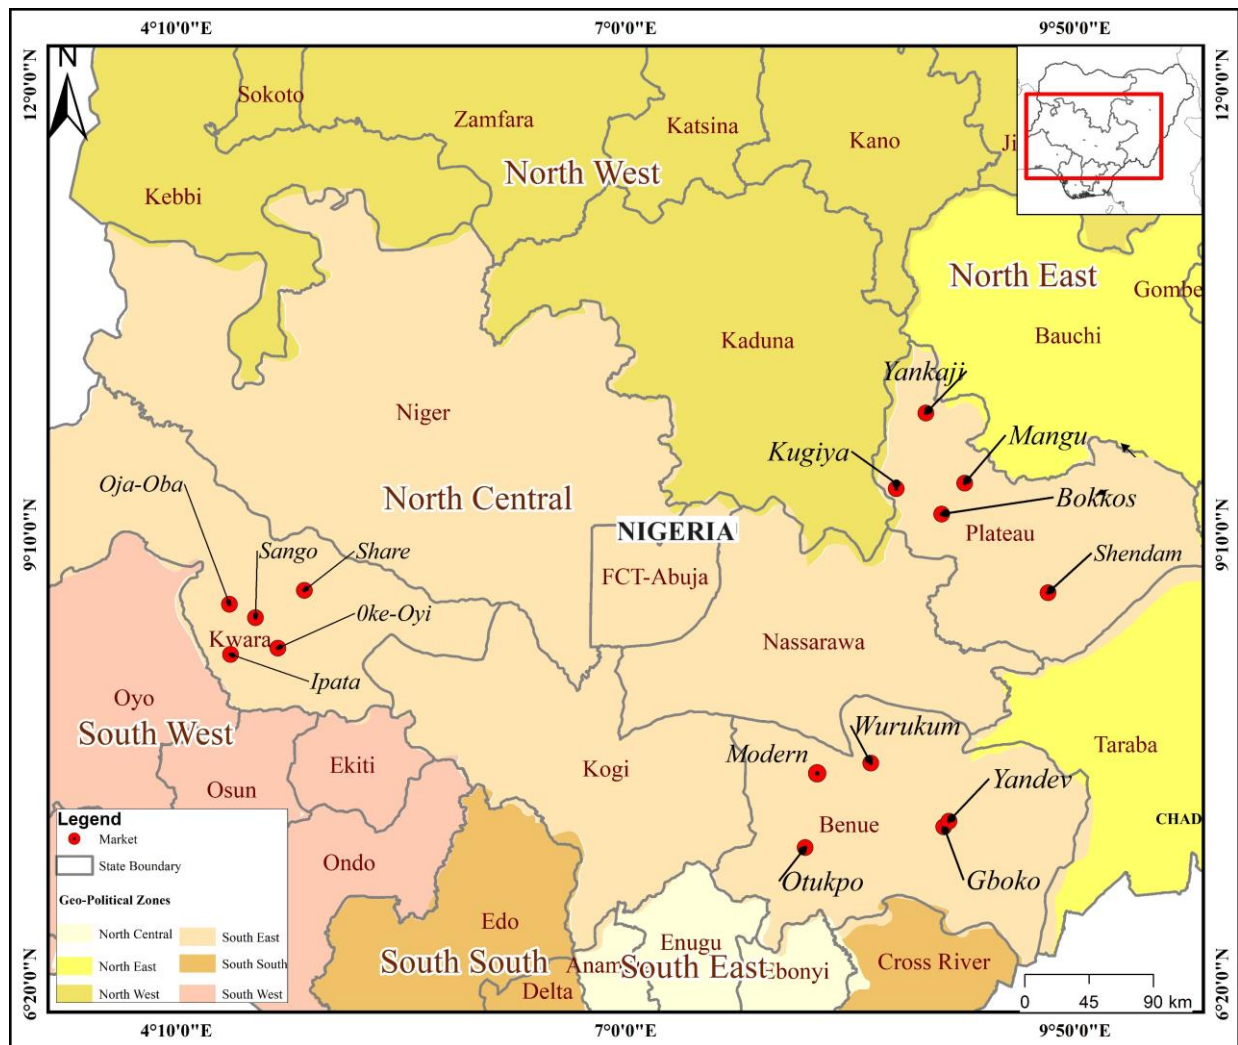 4°10'0"E 7°0'0"E 9°50'0"E
12°0'0"N 12°0'0"N
N
Sokoto
Zamfara
Katsina
Kano
Ji
North West
Kebbi
North East
Gombe
Bauchi
Kaduna
Yankaji
Niger
Mangu
Kugiya
Oja-Oba
North Central
Bokkos
9°10'0"N 9°10'0"N
NIGERIA
Plateau
Sango
Share
Shendam
FCT-Abuja
0ke-Oyi
Kwara
Nassarawa
Ipata
Oyo
South West
Wurukum
Modern
Taraba
Ekiti
Kogi
Osun
Yandev
Benue
CHAD
Legend
Market
State Boundary
Geo-Political Zones
North Central
South East
North East
South South
North West
South West
Ondo
Otukpo
Gboko
Edo
Enugu
South South
Anam
South East
Ebonyi
Cross River
Delta
6°20'0"N 6°20'0"N
0 45 90 km
4°10'0"E 7°0'0"E 9°50'0"E